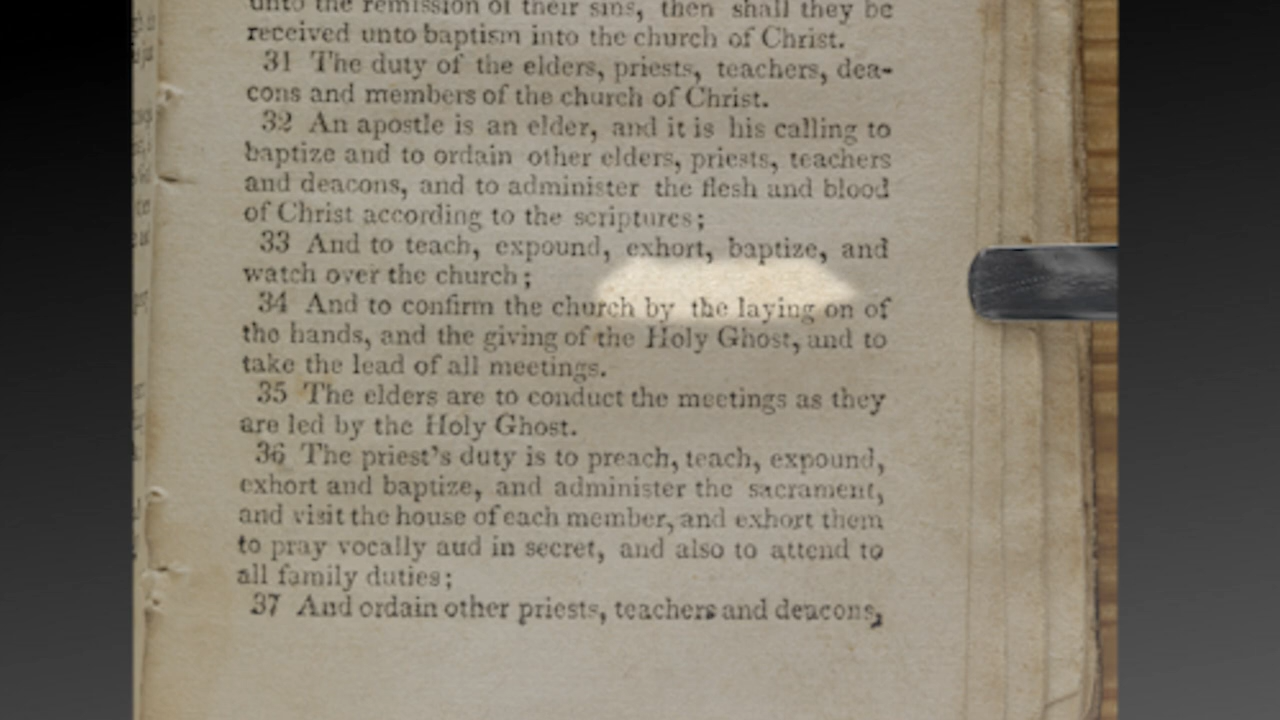 unto the remission of their sins, then shall they be
received unto baptism into the church of Christ.
31 The duty of the elders, priests, teachers, dea-
cons and members of the church of Christ.
32 An apostle is an elder, and it is his calling to
baptize and to ordain other elders, priests, teachers
and deacons, and to administer the flesh and blood
of Christ according to the scriptures;
33 And to teach, expound, exhort, baptize, and
watch over the church;
34 And to confirm the church by the laying on of
the hands, and the giving of the Holy Ghost, and to
take the lead of all meetings.
35 The elders are to conduct the meetings as they
are led by the Holy Ghost.
36 The priest's duty is to preach, teach, expound,
exhort and baptize, and administer the sacrament,
and visit the house of each member, and exhort them
to pray vocally aud in secret, and also to attend to
all family duties;
37 And ordain other priests, teachers and deacons,